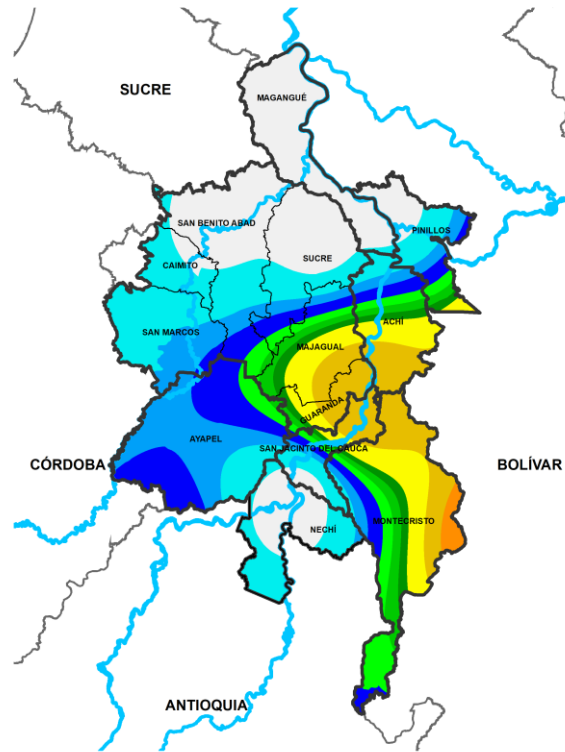 SUCRE
MAGANGUÉ
SAN BENITO ABAD
PINILLOS
SUCRE
CAIMITO
ACHÍ
SAN MARCOS
MAJAGUAL
GUARANDA
AYAPEL
SAN JACINTO DEL CAUCA
CÓRDOBA
BOLÍVAR
MONTECRISTO
NECHÍ
ANTIOQUIA